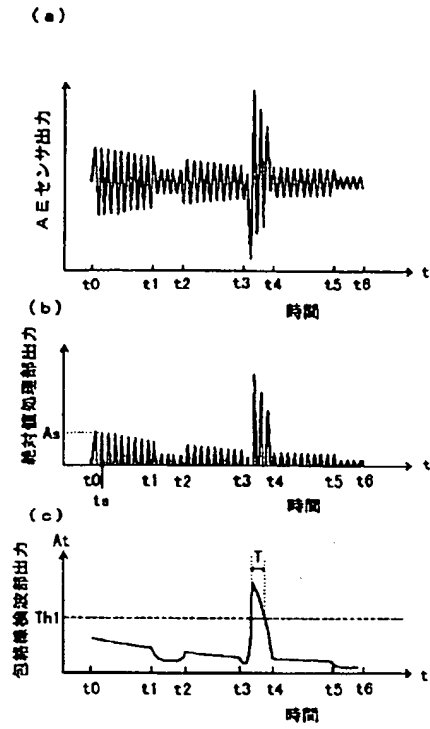 (a)
AEセンサ出力
t0 t1 t2 t3 t4 t5 t6 t
時間
(b)
絶対値処理部出力
As
t0 t1 t2 t3 t4 t5 t6 t
ts
時間
(c)
At
T
包絡線検波部出力
Th1
t0 t1 t2 t3 t4 t5 t6 t
時間